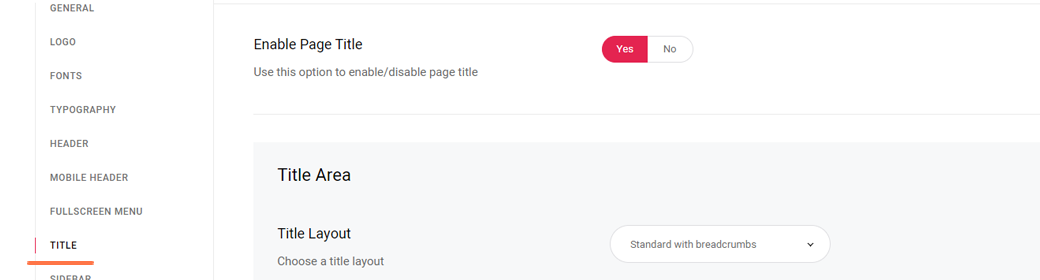 GENERAL
LOGO
FONTS
TYPOGRAPHY
HEADER
MOBILE HEADER
FULLSCREEN MENU
TITLE
SIDEBAR
Enable Page Title
Yes No
Use this option to enable/disable page title
Title Area
Title Layout
Standard with breadcrumbs
Choose a title layout